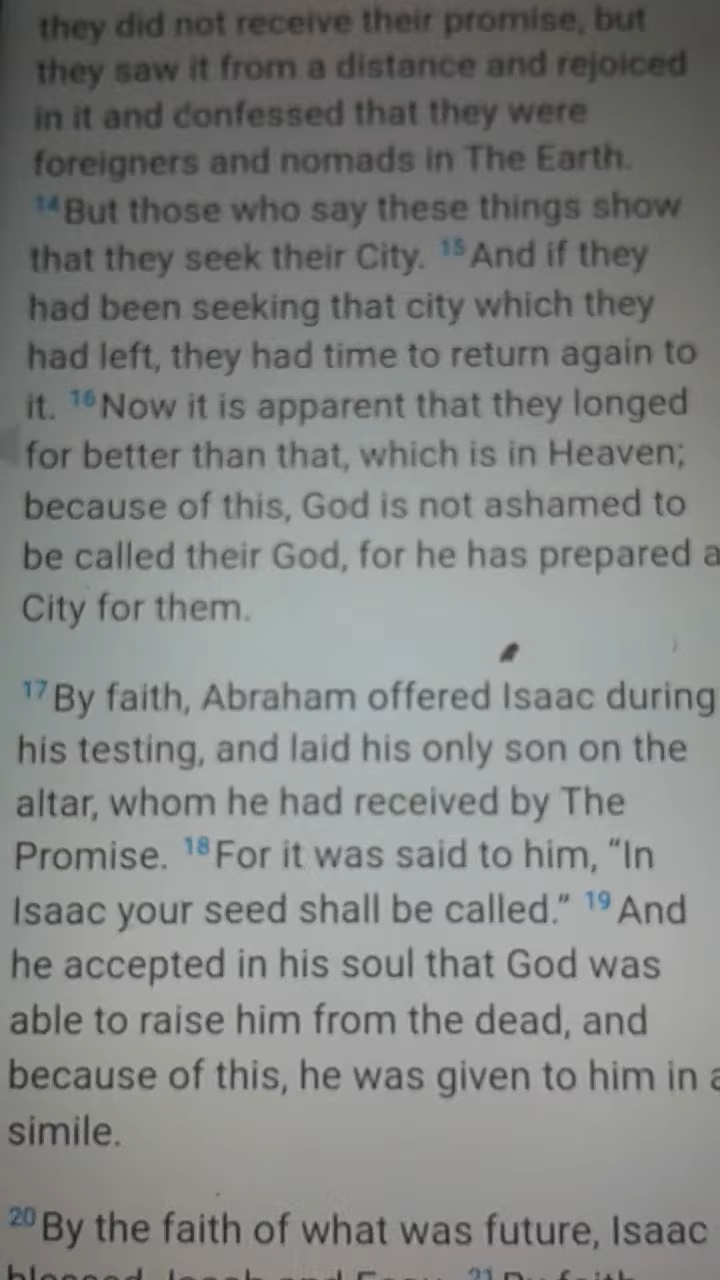 they did not receive their promise, but
they saw it from a distance and rejoiced
in it and confessed that they were
foreigners and nomads in The Earth.
14 But those who say these things show
that they seek their City. 15 And if they
had been seeking that city which they
had left, they had time to return again to
it. 16 Now it is apparent that they longed
for better than that, which is in Heaven;
because of this, God is not ashamed to
be called their God, for he has prepared a
City for them.
17 By faith, Abraham offered Isaac during
his testing, and laid his only son on the
altar, whom he had received by The
Promise. 18 For it was said to him, “In
Isaac your seed shall be called.” 19 And
he accepted in his soul that God was
able to raise him from the dead, and
because of this, he was given to him in a
simile.
20 By the faith of what was future, Isaac
21